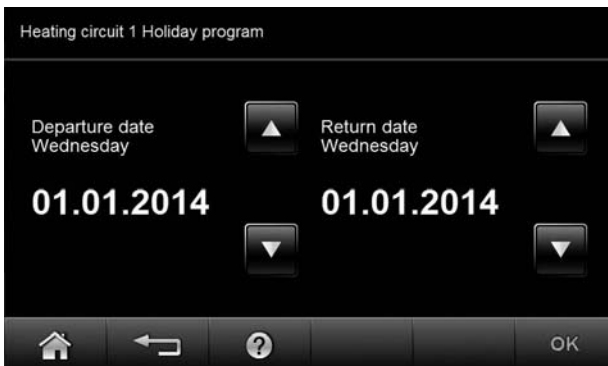 Heating circuit 1 Holiday program
Departure date
Wednesday
01.01.2014
Return date
Wednesday
01.01.2014
?
OK